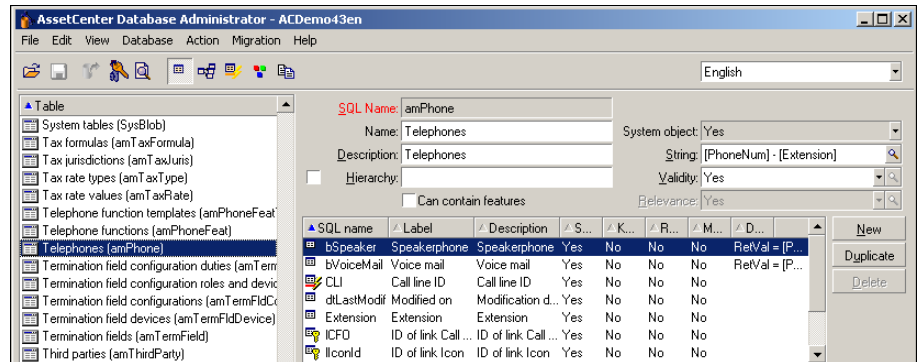 AssetCenter Database Administrator - ACDemo43en
File Edit View Database Action Migration Help
English
Table
System tables (SysBlob)
Tax formulas (amTaxFormula)
Tax jurisdictions (amTaxJuris)
Tax rate types (amTaxType)
Tax rate values (amTaxRate)
Telephone function templates (amPhoneFeat
Telephone functions (amPhoneFeat)
Telephones (amPhone)
Termination field configuration duties (amTerm
Termination field configuration roles and devic
Termination field configurations (amTermFldCo
Termination field devices (amTermFldDevice)
Termination fields (amTermField)
Third parties (amThirdParty)
SQL Name: amPhone
Name: Telephones System object: Yes
Description: Telephones String: [PhoneNum] - [Extension]
Hierarchy: Validity: Yes
Can contain features Relevance: Yes
SQL name Label Description S... K... R... M... D...
bSpeaker Speakerphone Speakerphone Yes No No No RetVal = [P...
bVoiceMail Voice mail Voice mail Yes No No No RetVal = [P...
CLI Call line ID Call line ID Yes No No No
dtLastModif Modified on Modification d... Yes No No No
Extension Extension Extension Yes No No No
lCFO ID of link Call ... ID of link Call ... Yes No No No
lIconId ID of link Icon ID of link Icon Yes No No No
New
Duplicate
Delete